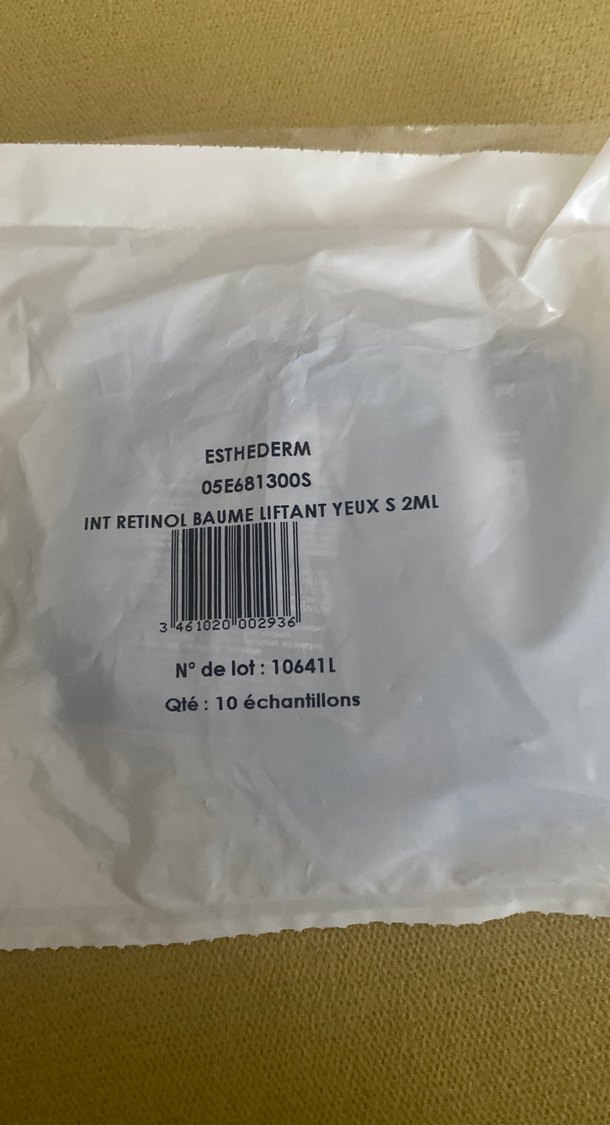 ESTHEDERM
05E681300S
INT RETINOL BAUME LIFTANT YEUX S 2ML
3 461020 002936
N° de lot : 10641L
Qté : 10 échantillons